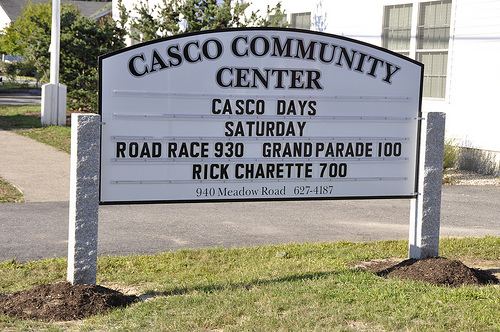 CASCO COMMUNITY
CENTER
CASCO DAYS
SATURDAY
ROAD RACE 930 GRAND PARADE 100
RICK CHARETTE 700
940 Meadow Road 627-4187